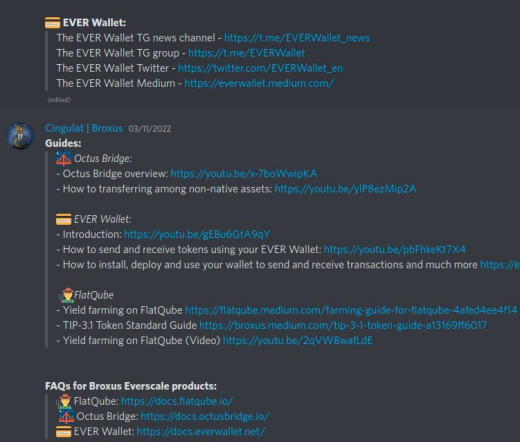 EVER Wallet:
The EVER Wallet TG news channel - https://t.me/EVERWallet_news
The EVER Wallet TG group - https://t.me/EVERWallet
The EVER Wallet Twitter - https://twitter.com/EVERWallet_en
The EVER Wallet Medium - https://everwallet.medium.com/
(edited)
Cingulat | Broxus 03/11/2022
Guides:
Octus Bridge:
- Octus Bridge overview: https://youtu.be/x-7boWwipKA
- How to transferring among non-native assets: https://youtu.be/ylP8ezMip2A
EVER Wallet:
- Introduction: https://youtu.be/gEBu6GtA9qY
- How to send and receive tokens using your EVER Wallet: https://youtu.be/pbFhkeKt7X4
- How to install, deploy and use your wallet to send and receive transactions and much more https://e
FlatQube
- Yield farming on FlatQube https://flatqube.medium.com/farming-guide-for-flatqube-4afed4ee4f14
- TIP-3.1 Token Standard Guide https://broxus.medium.com/tip-3-1-token-guide-a13169ff6017
- Yield farming on FlatQube (Video) https://youtu.be/2qVWBwafLdE
FAQs for Broxus Everscale products:
FlatQube: https://docs.flatqube.io/
Octus Bridge: https://docs.octusbridge.io/
EVER Wallet: https://docs.everwallet.net/